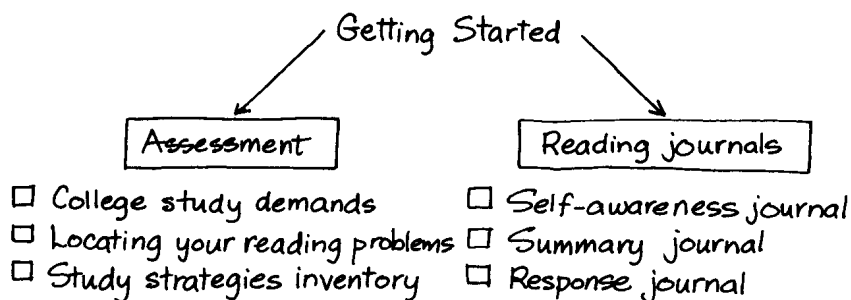 Getting Started
Assessment
College study demands
Locating your reading problems
Study strategies inventory
Reading journals
Self-awareness journal
Summary journal
Response journal